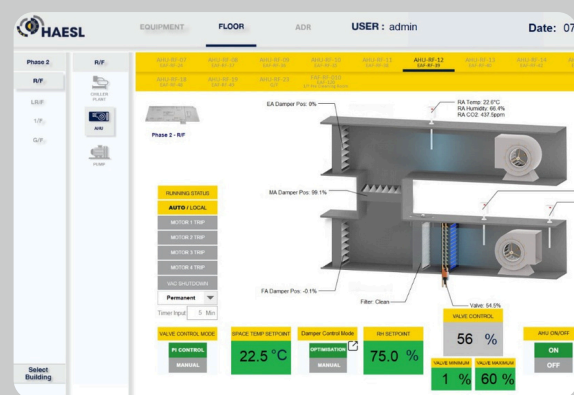 HAESL
EQUIPMENT
FLOOR
ADR
USER : admin
Date: 07
Phase 2
R/F
R/F
LR/F
1/F
G/F
CHILLER PLANT
AHU
PUMP
AHU-RF-12
EAF-RF-39
Phase 2 - R/F
EA Damper Pos: 0%
RA Temp: 22.6°C
RA Humidity: 66.4%
RA CO2: 437.5ppm
MA Damper Pos: 99.1%
FA Damper Pos: -0.1%
Filter: Clean
Valve: 54.5%
RUNNING STATUS
AUTO / LOCAL
MOTOR 1 TRIP
MOTOR 2 TRIP
MOTOR 3 TRIP
MOTOR 4 TRIP
VAC SHUTDOWN
Permanent
Timer Input 5 Min
VALVE CONTROL MODE
PI CONTROL
MANUAL
SPACE TEMP SETPOINT
22.5 °C
Damper Control Mode
OPTIMISATION
MANUAL
RH SETPOINT
75.0 %
VALVE CONTROL
56 %
VALVE MINIMUM
1 %
VALVE MAXIMUM
60 %
AHU ON/OFF
ON
OFF
Select
Building